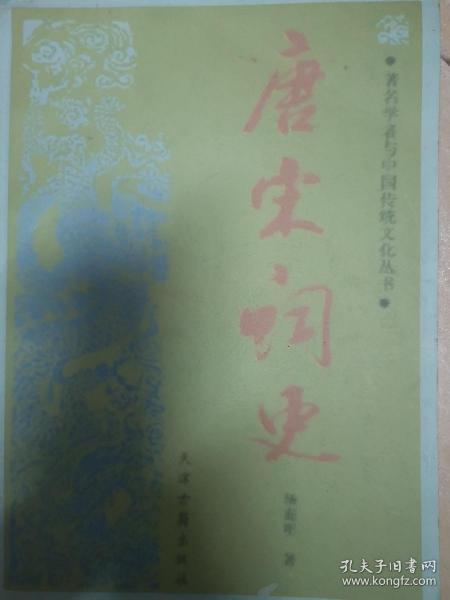 著名学者与中国传统文化丛书
唐宋词史
杨海明 著
天津古籍出版社
孔夫子旧书网
www.kongfz.com